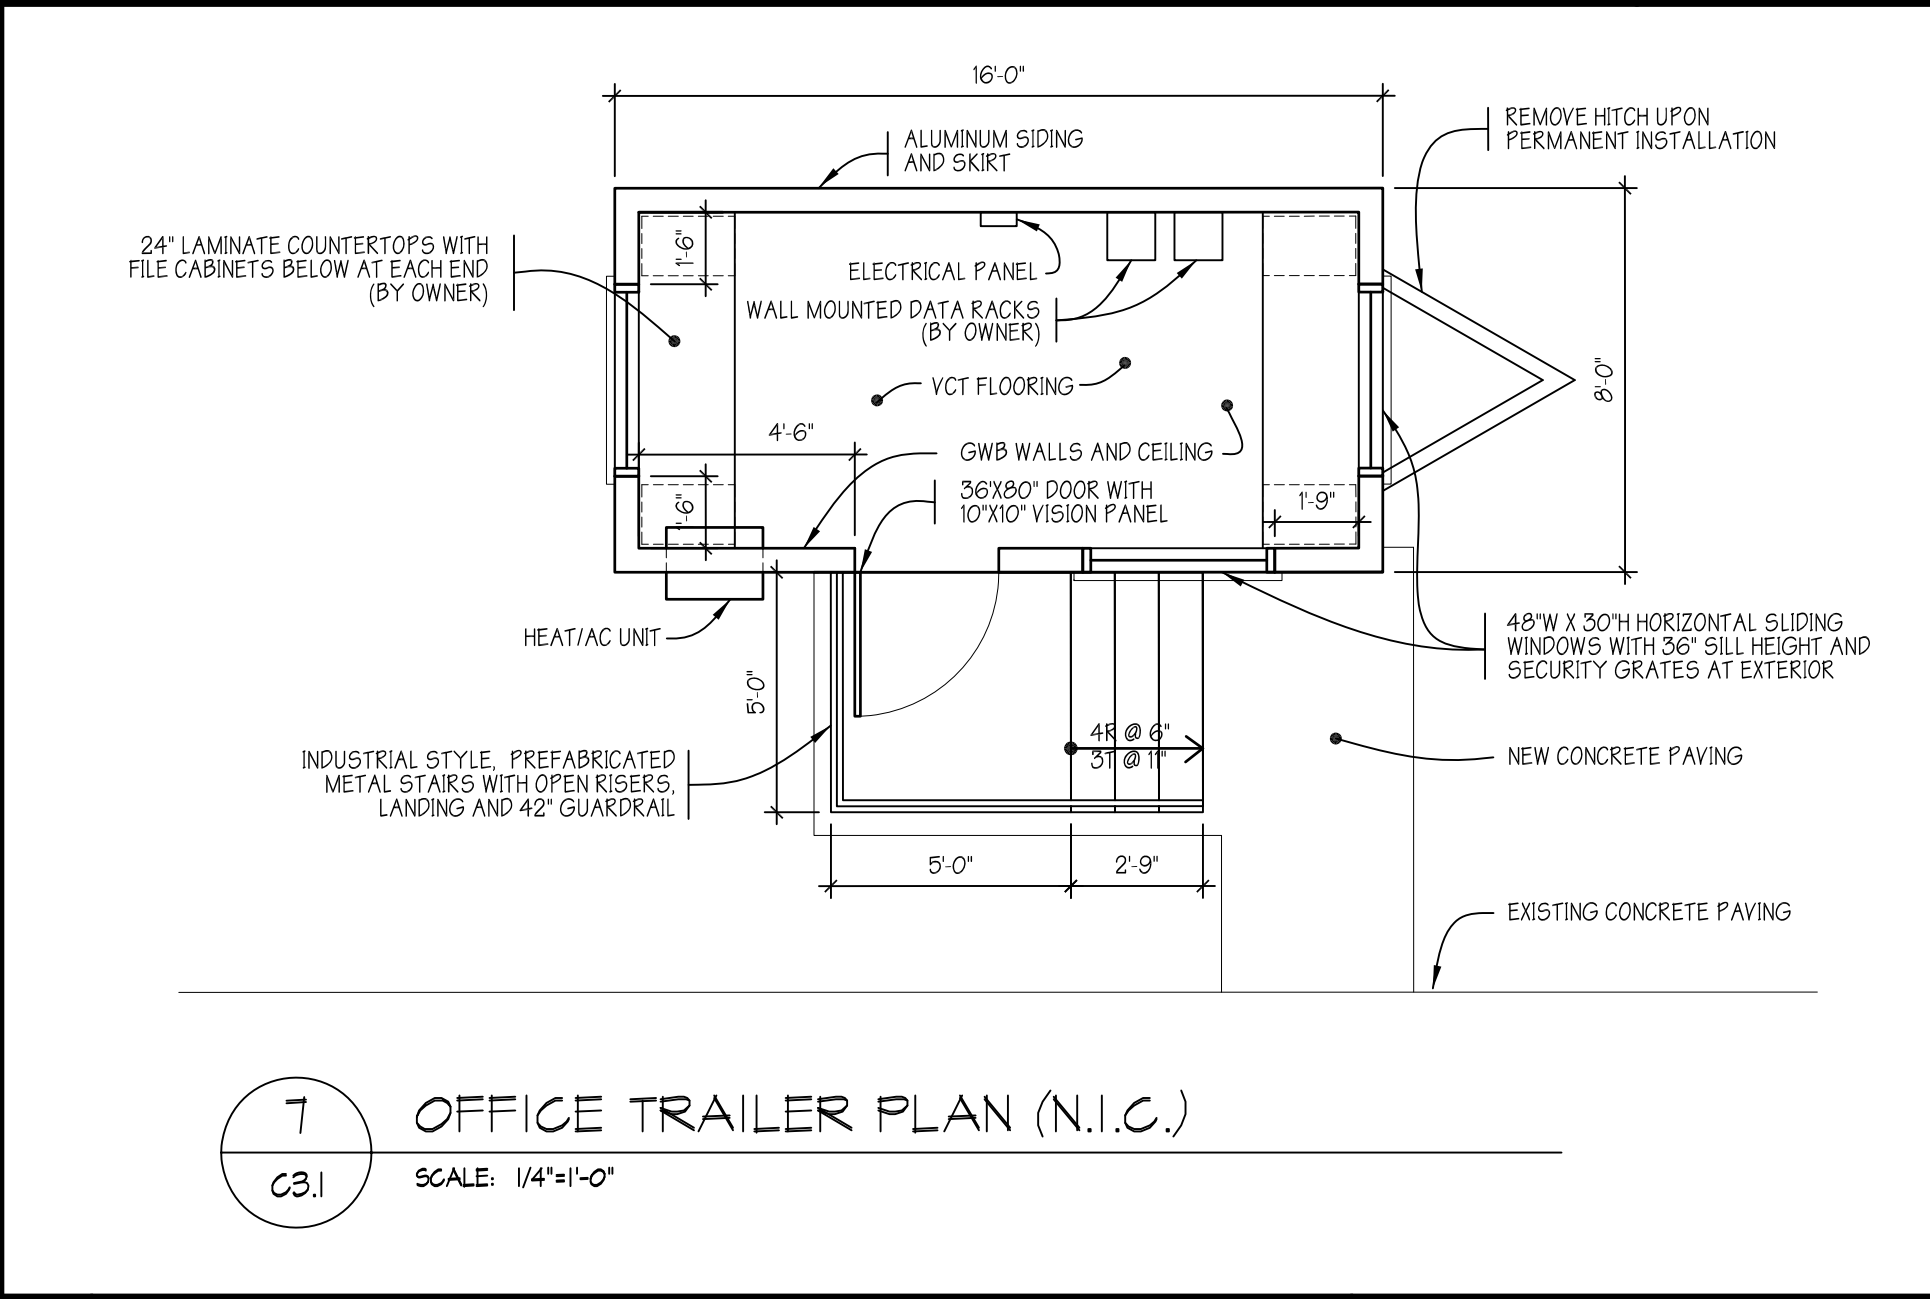 16'-0"
ALUMINUM SIDING
AND SKIRT
REMOVE HITCH UPON
PERMANENT INSTALLATION
24" LAMINATE COUNTERTOPS WITH
FILE CABINETS BELOW AT EACH END
(BY OWNER)
1'-6"
ELECTRICAL PANEL
WALL MOUNTED DATA RACKS
(BY OWNER)
VCT FLOORING
8'-0"
4'-6"
GWB WALLS AND CEILING
36'X80" DOOR WITH
10"X10" VISION PANEL
1'-6"
1'-9"
HEAT/AC UNIT
48"W X 30"H HORIZONTAL SLIDING
WINDOWS WITH 36" SILL HEIGHT AND
SECURITY GRATES AT EXTERIOR
5'-0"
4R @ 6"
3T @ 11"
INDUSTRIAL STYLE, PREFABRICATED
METAL STAIRS WITH OPEN RISERS,
LANDING AND 42" GUARDRAIL
NEW CONCRETE PAVING
5'-0"
2'-9"
EXISTING CONCRETE PAVING
7
C3.1
OFFICE TRAILER PLAN (N.I.C.)
SCALE: 1/4"=1'-0"